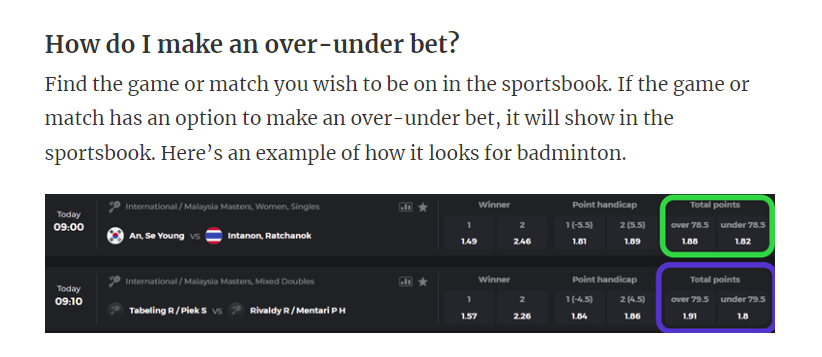 How do I make an over-under bet?
Find the game or match you wish to be on in the sportsbook. If the game or
match has an option to make an over-under bet, it will show in the
sportsbook. Here’s an example of how it looks for badminton.
International / Malaysia Masters, Women, Singles Winner Point handicap Total points
Today
09:00
1 2 1 (-5.5) 2 (5.5) over 78.5 under 78.5
An, Se Young VS Intanon, Ratchanok 1.49 2.46 1.81 1.89 1.88 1.82
International / Malaysia Masters, Mixed Doubles Winner Point handicap Total points
Today
09:10
1 2 1 (-4.5) 2 (4.5) over 79.5 under 79.5
Tabeling R / Piek S VS Rivaldy R / Mentari P H 1.57 2.26 1.84 1.86 1.91 1.8